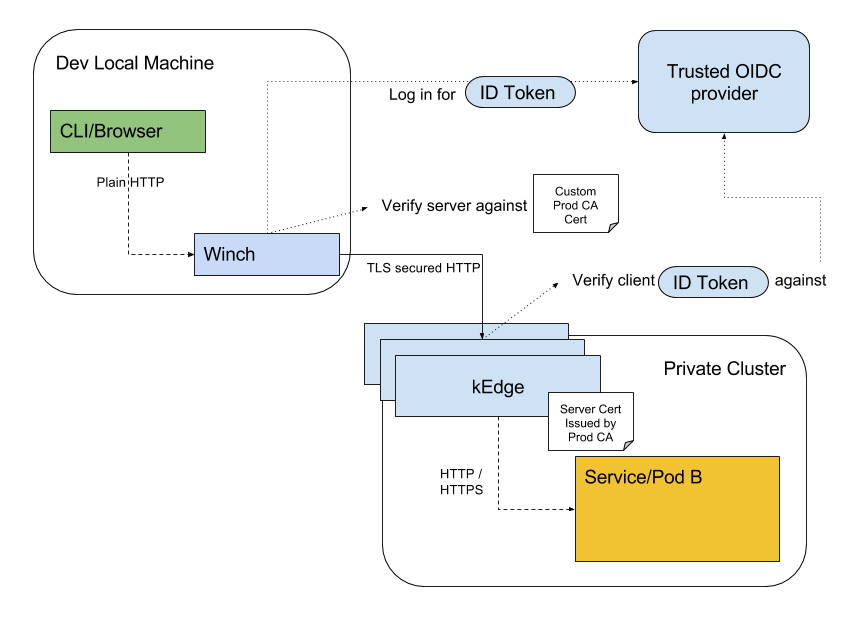 Dev Local Machine
Trusted OIDC
provider
Log in for
ID Token
CLI/Browser
Plain HTTP
Custom
Prod CA
Cert
Verify server against
Winch
TLS secured HTTP
Verify client
ID Token
against
Private Cluster
kEdge
Server Cert
Issued by
Prod CA
HTTP /
HTTPS
Service/Pod B